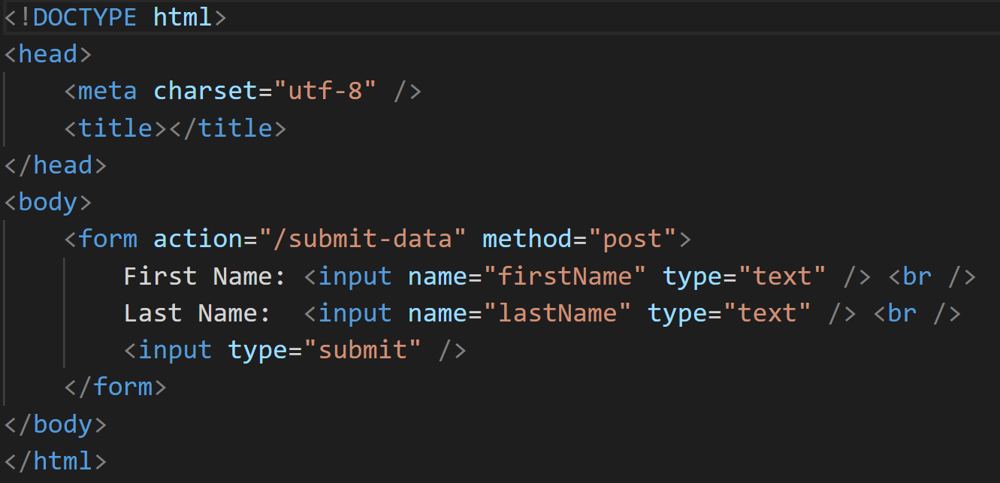 <!DOCTYPE html>
<head>
    <meta charset="utf-8" />
    <title></title>
</head>
<body>
    <form action="/submit-data" method="post">
        First Name: <input name="firstName" type="text" /> <br />
        Last Name:  <input name="lastName" type="text" /> <br />
        <input type="submit" />
    </form>
</body>
</html>